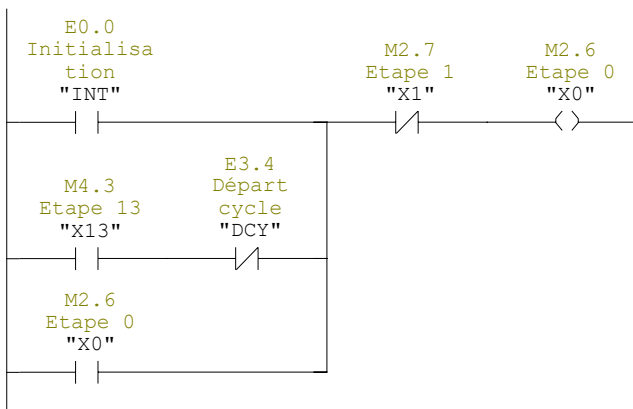 E0.0
Initialisa
tion
"INT"
M2.7
Etape 1
"X1"
M2.6
Etape 0
"X0"
M4.3
Etape 13
"X13"
E3.4
Départ
cycle
"DCY"
M2.6
Etape 0
"X0"